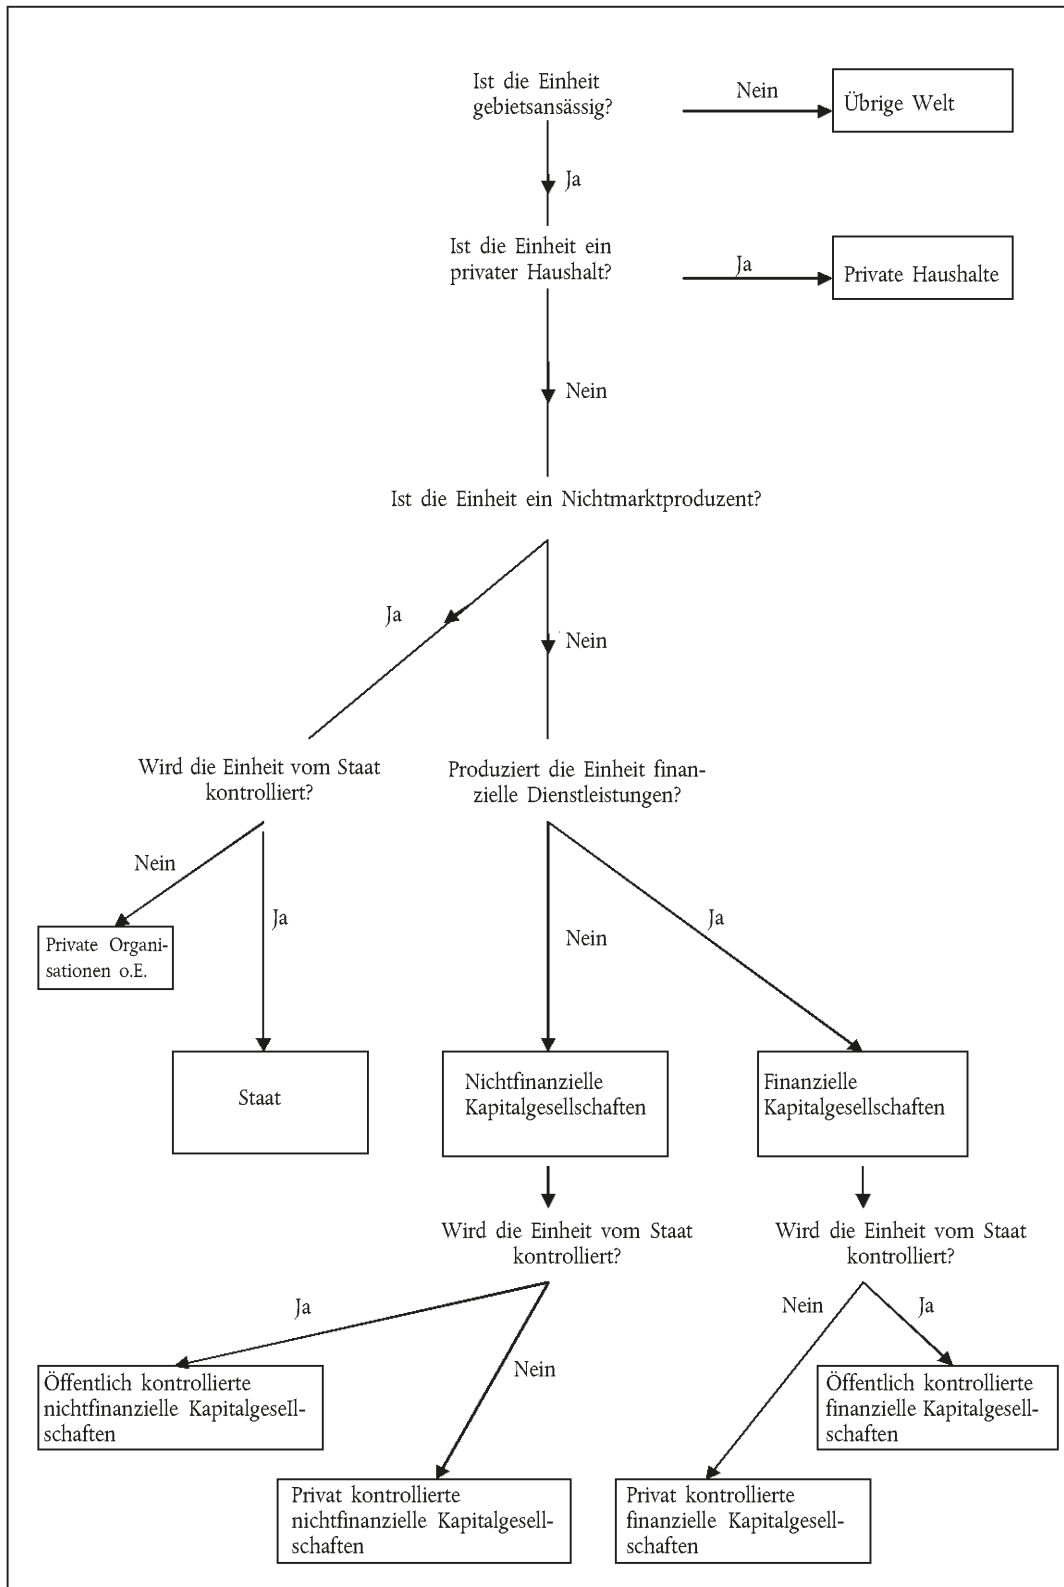 Ist die Einheit
gebietsansässig?
Nein
Übrige Welt
Ja
Ist die Einheit ein
privater Haushalt?
Ja
Private Haushalte
Nein
Ist die Einheit ein Nichtmarktproduzent?
Ja
Nein
Wird die Einheit vom Staat
kontrolliert?
Produziert die Einheit finan-
zielle Dienstleistungen?
Nein
Ja
Nein
Ja
Private Organi-
sationen o.E.
Staat
Nichtfinanzielle
Kapitalgesellschaften
Finanzielle
Kapitalgesellschaften
Wird die Einheit vom Staat
kontrolliert?
Wird die Einheit vom Staat
kontrolliert?
Ja
Nein
Nein
Ja
Öffentlich kontrollierte
nichtfinanzielle Kapitalgesell-
schaften
Öffentlich kontrollierte
finanzielle Kapitalgesell-
schaften
Privat kontrollierte
nichtfinanzielle Kapitalgesell-
schaften
Privat kontrollierte
finanzielle Kapitalgesell-
schaften